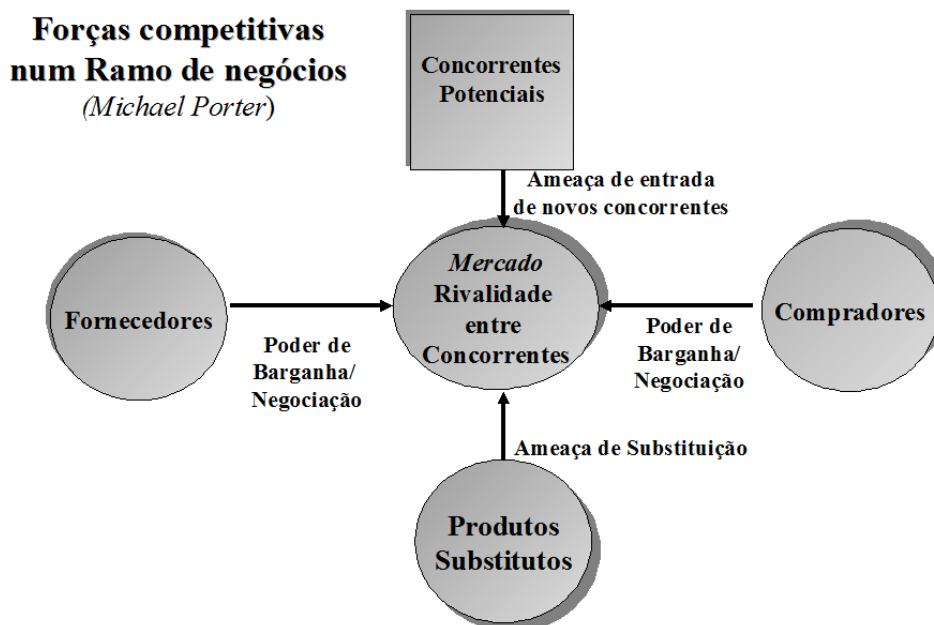 Forças competitivas
num Ramo de negócios
(Michael Porter)
Concorrentes
Potenciais
Ameaça de entrada
de novos concorrentes
Fornecedores
Poder de
Barganha/
Negociação
Mercado
Rivalidade
entre
Concorrentes
Poder de
Barganha/
Negociação
Compradores
Ameaça de Substituição
Produtos
Substitutos